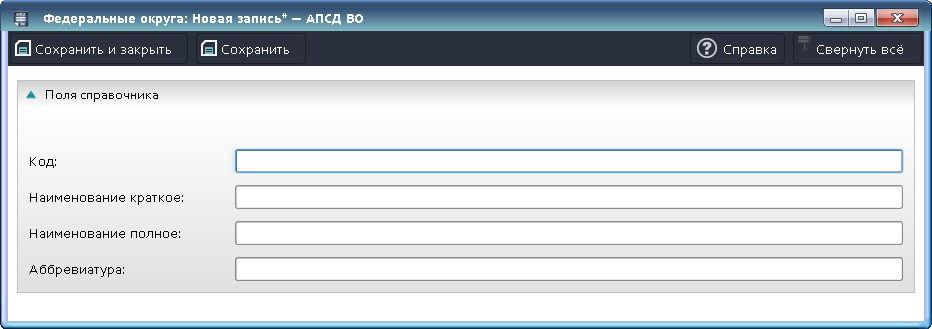 Федеральные округа: Новая запись* — АПСД ВО
Сохранить и закрыть Сохранить Справка Свернуть всё
Поля справочника
Код:
Наименование краткое:
Наименование полное:
Аббревиатура: